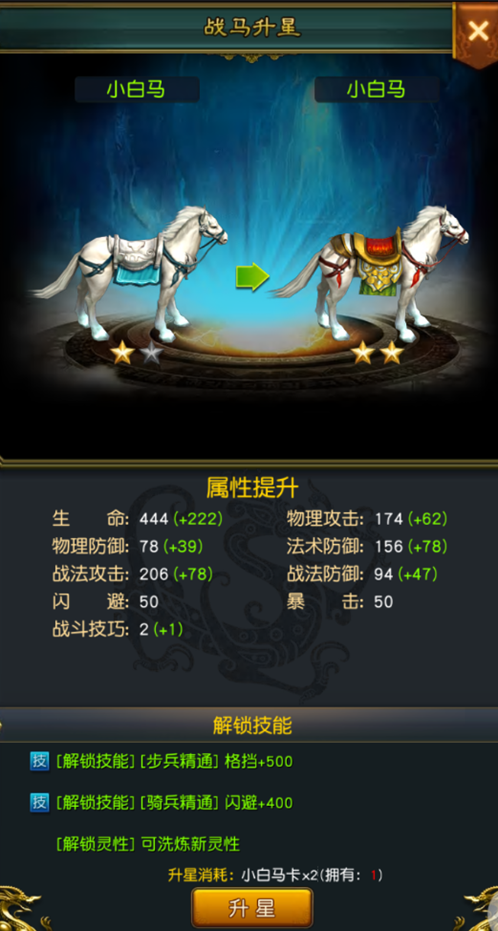 战马升星
小白马 小白马
属性提升
生 命: 444(+222) 物理攻击: 174(+62)
物理防御: 78(+39) 法术防御: 156(+78)
战法攻击: 206(+78) 战法防御: 94(+47)
闪 避: 50 暴 击: 50
战斗技巧: 2(+1)
解锁技能
技 [解锁技能][步兵精通] 格挡+500
技 [解锁技能][骑兵精通] 闪避+400
[解锁灵性] 可洗炼新灵性
升星消耗: 小白马卡x2(拥有: 1)
升星